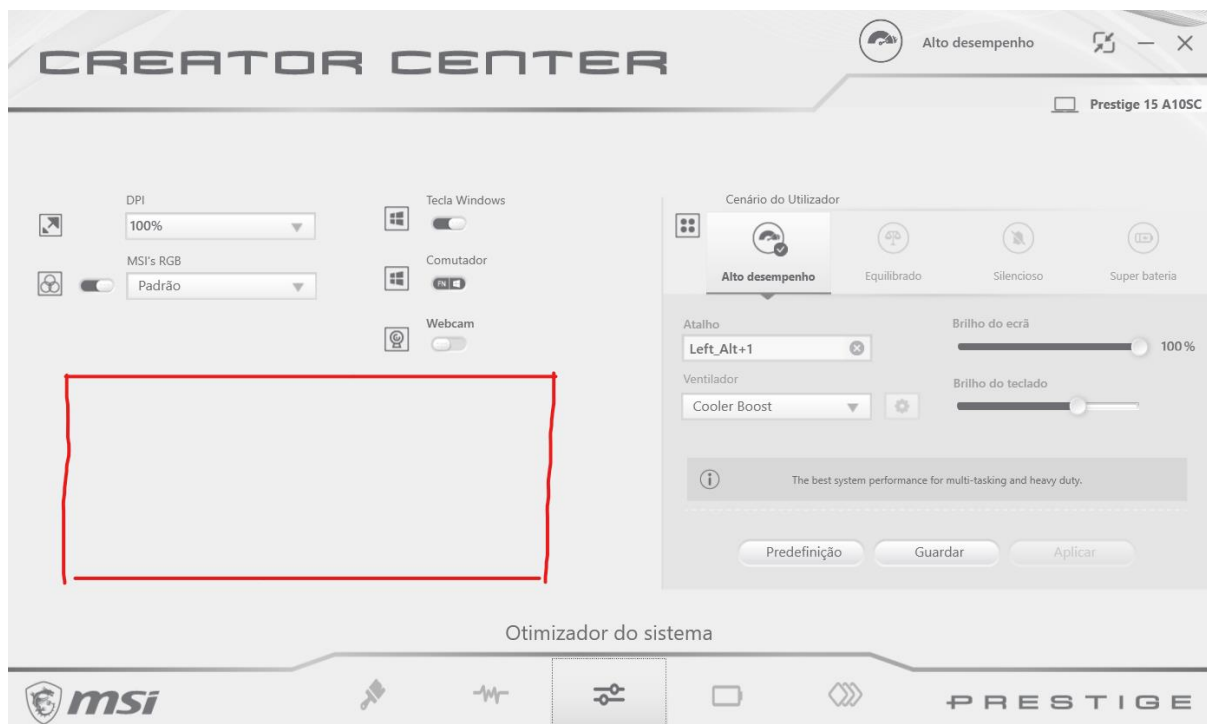 CREATOR CENTER
Alto desempenho
Prestige 15 A10SC
DPI
100%
MSI's RGB
Padrão
Tecla Windows
Comutador
FN
Webcam
Cenário do Utilizador
Alto desempenho
Equilibrado
Silencioso
Super bateria
Atalho
Left_Alt+1
Ventilador
Cooler Boost
Brilho do ecrã
100%
Brilho do teclado
The best system performance for multi-tasking and heavy duty.
Predefinição
Guardar
Aplicar
Otimizador do sistema
msi
PRESTIGE